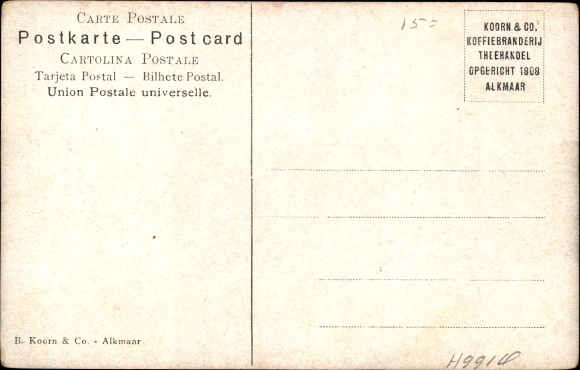 CARTE POSTALE
Postkarte — Post card
CARTOLINA POSTALE
Tarjeta Postal — Bilhete Postal.
Union Postale universelle.
15=
KOORN & CO.
KOFFIEBRANDERIJ
THEEHANDEL
OPGERICHT 1808
ALKMAAR
B. Koorn & Co. - Alkmaar